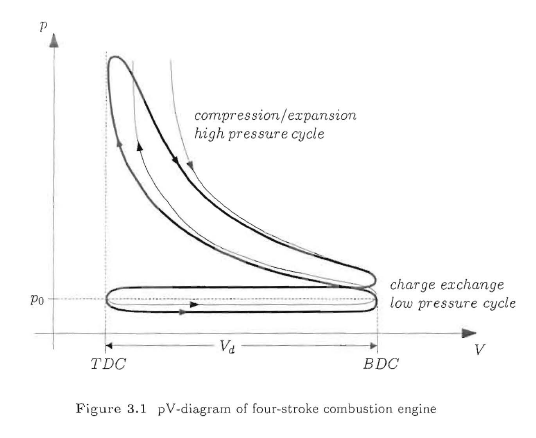 p
compression/expansion
high pressure cycle
charge exchange
low pressure cycle
p0
V
Vd
TDC
BDC
Figure 3.1 pV-diagram of four-stroke combustion engine